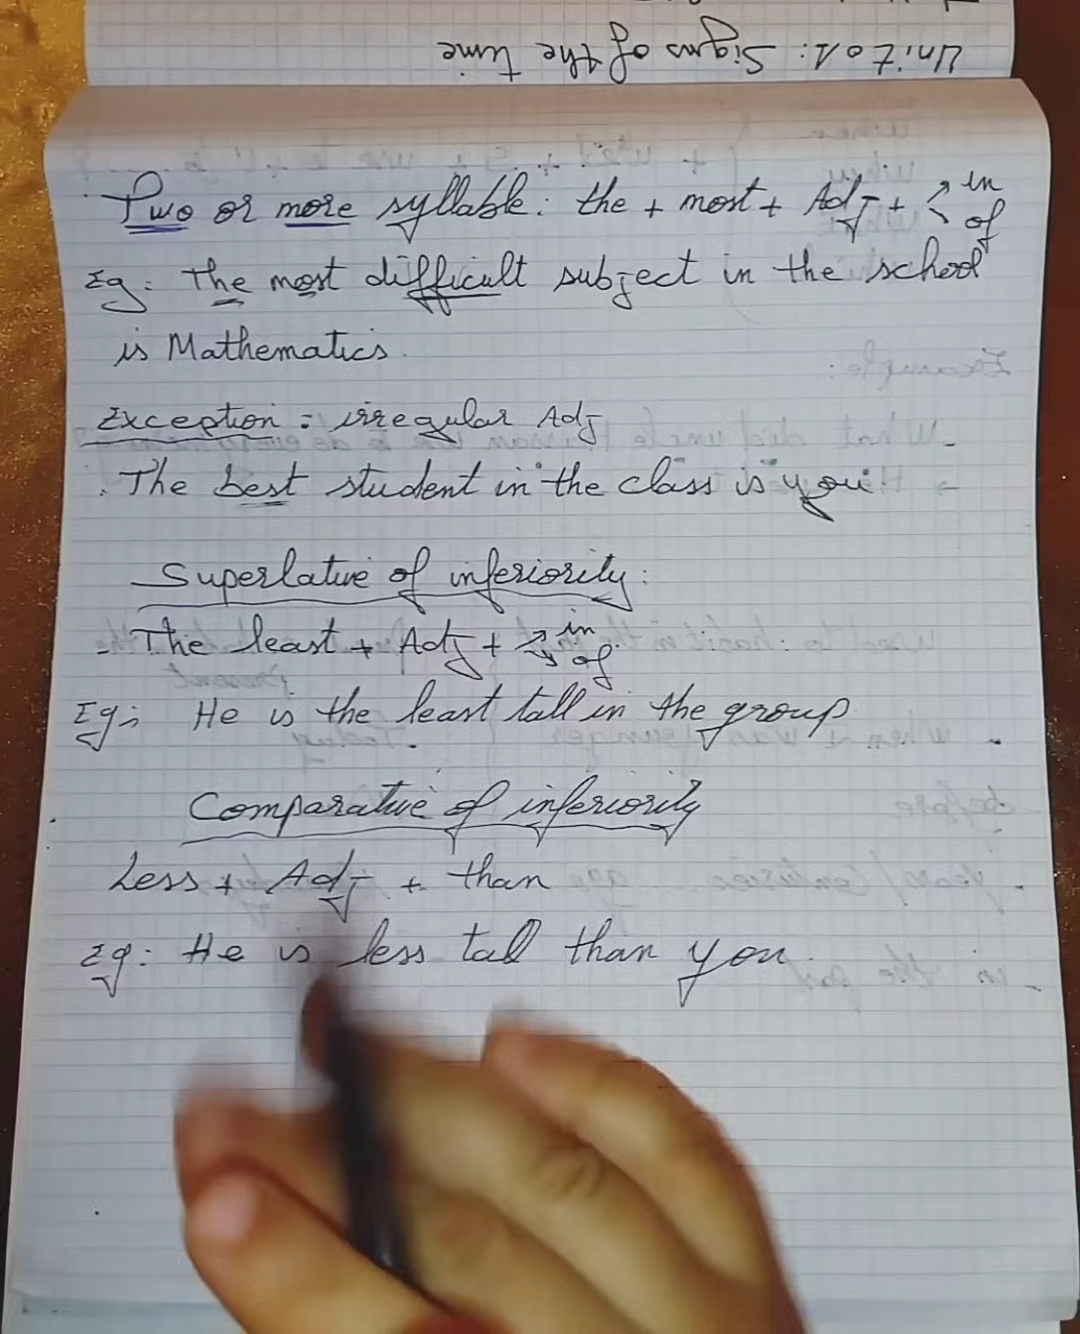 Unit 01: Signs of the time
Two or more syllable: the + most + Adj + in
of
Eg: The most difficult subject in the school
is Mathematics.
Exception: irregular Adj
. The best student in the class is you
Superlative of inferiority:
- The least + Adj + in
of
Eg: He is the least tall in the group
Comparative of inferiority
Less + Adj + than
Eg: He is less tall than you.